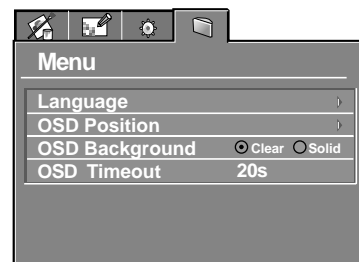 Menu
Language
OSD Position
OSD Background Clear Solid
OSD Timeout 20s